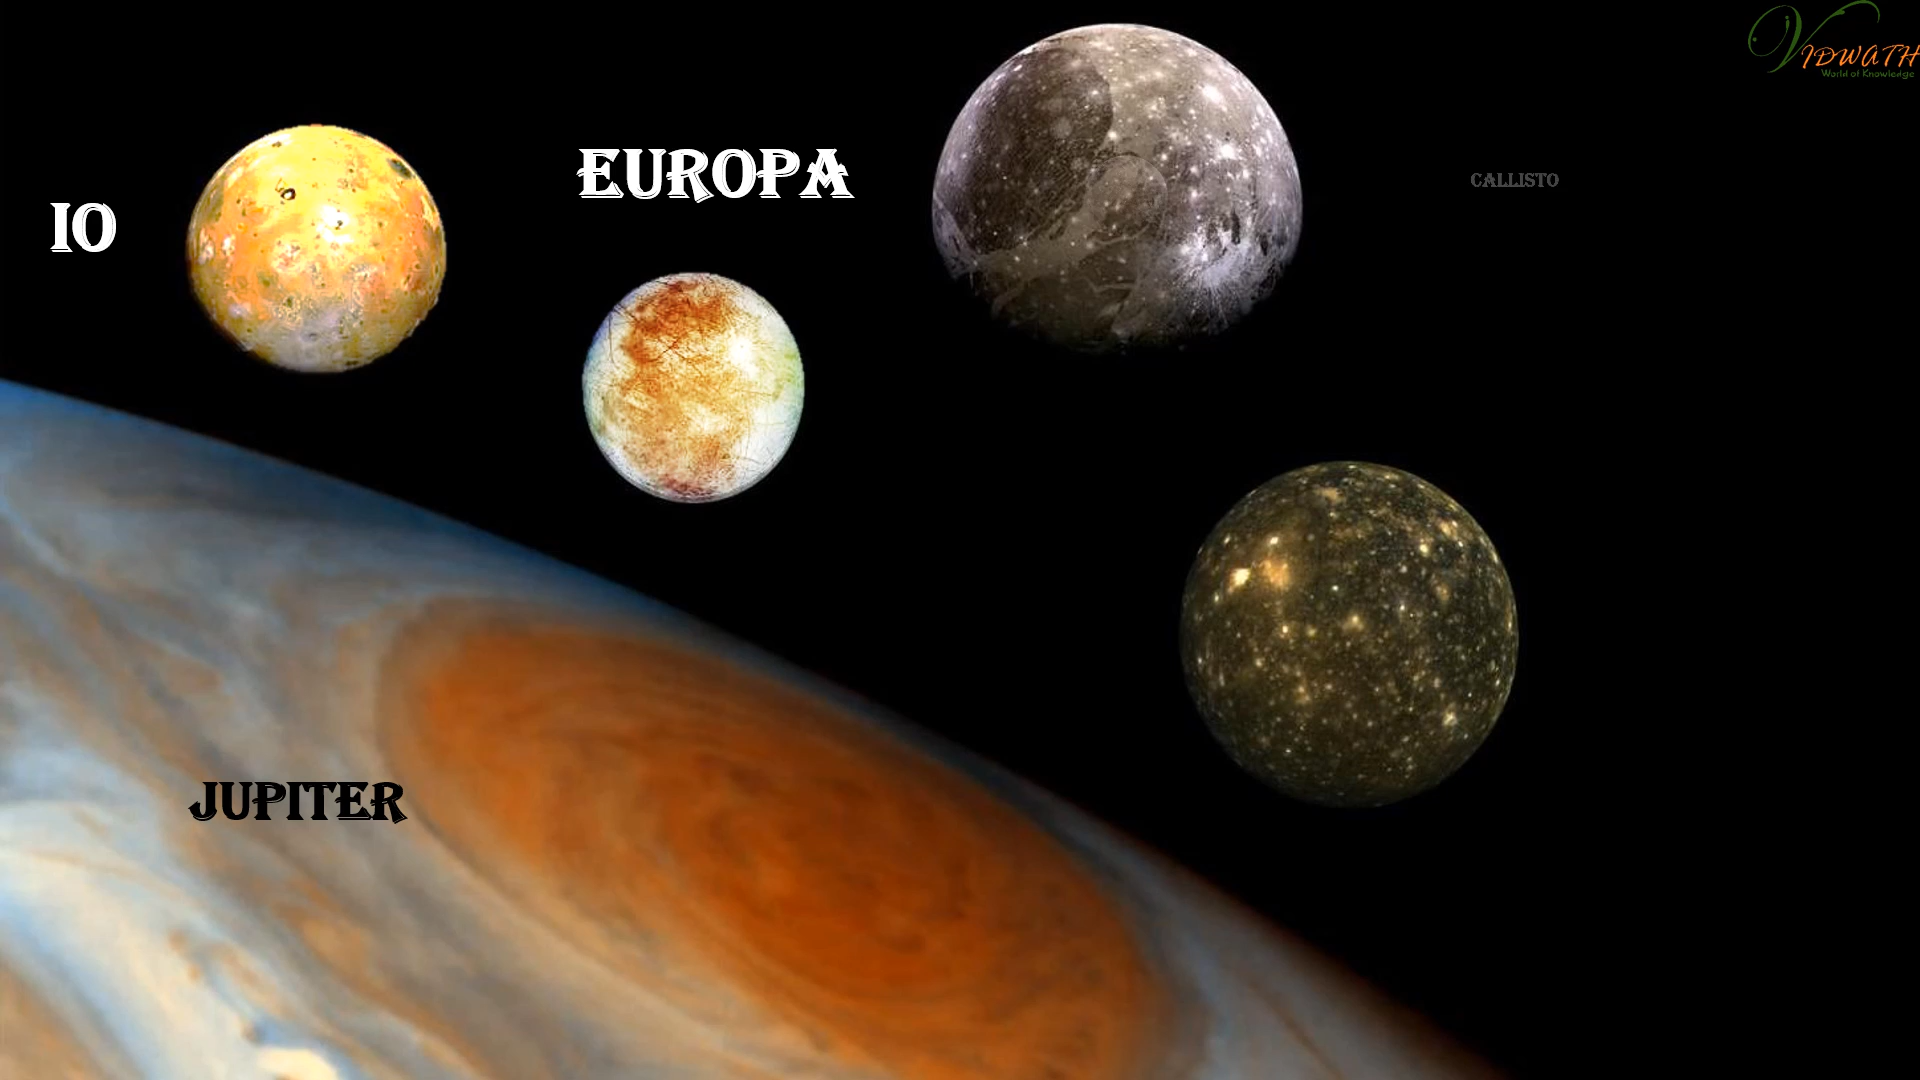 VIDWATH
World of Knowledge
EUROPA
CALLISTO
IO
JUPITER